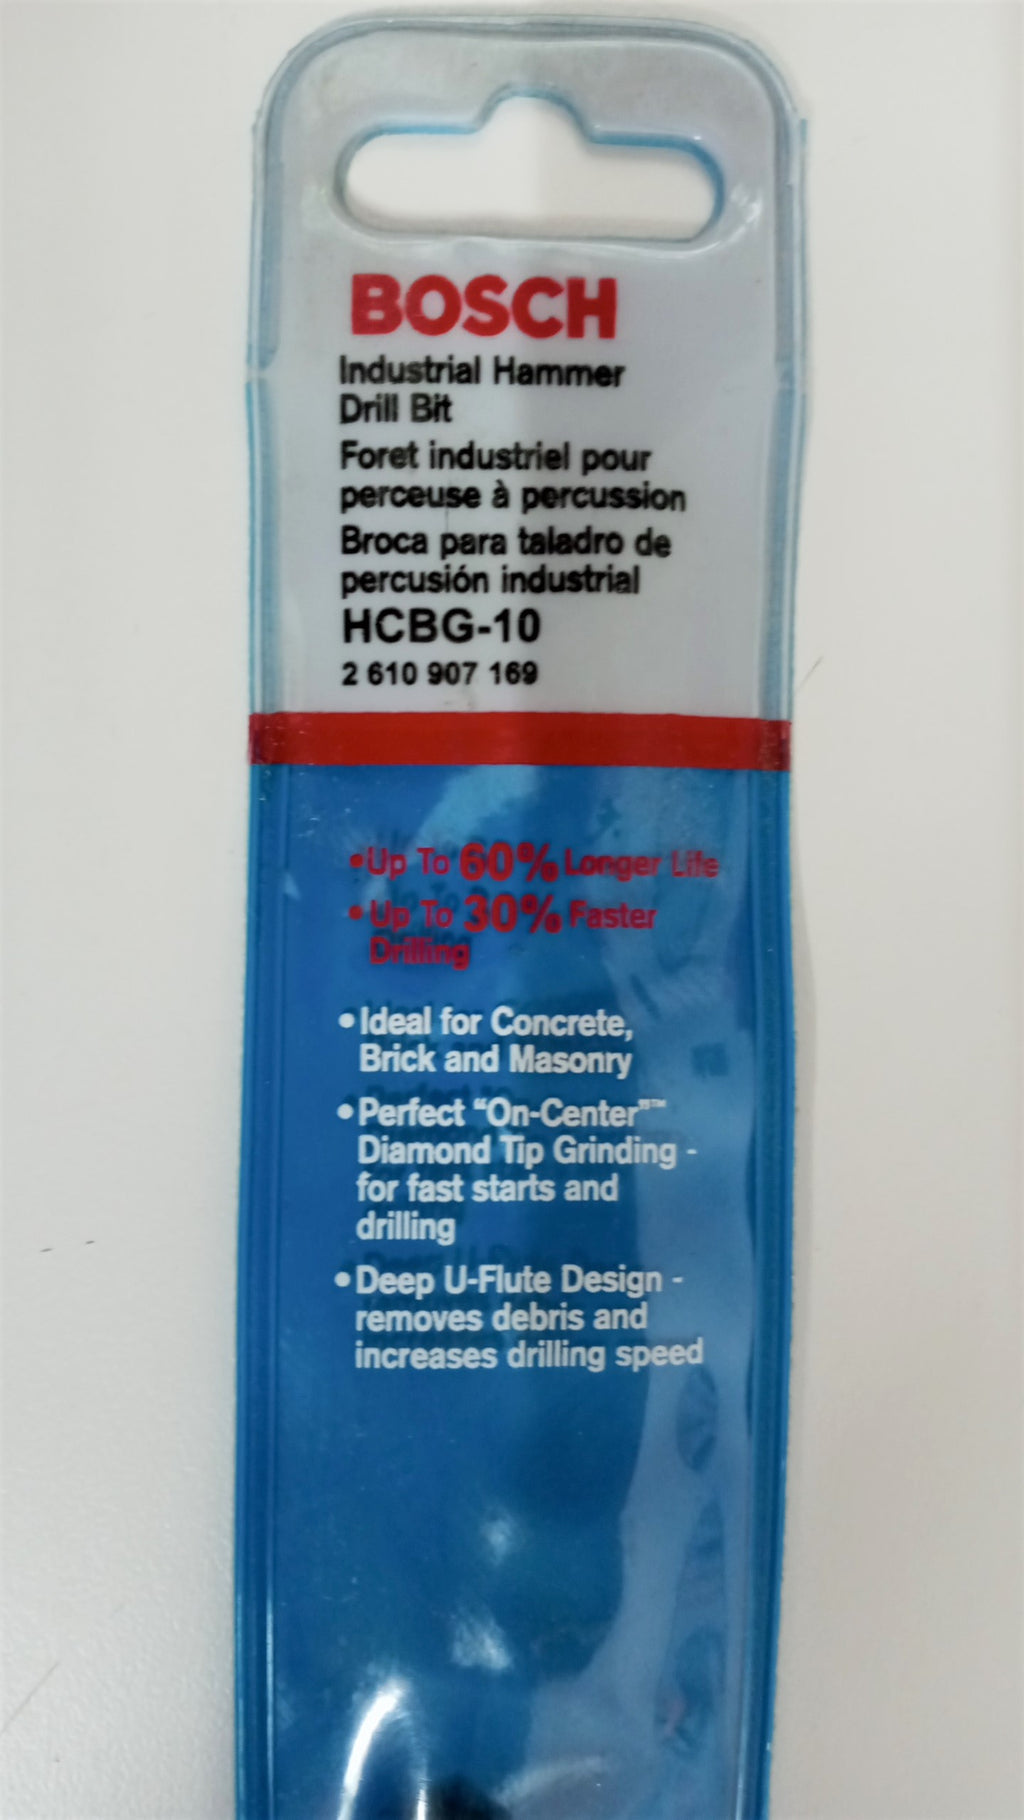 BOSCH
Industrial Hammer
Drill Bit
Foret industriel pour
perceuse à percussion
Broca para taladro de
percusión industrial
HCBG-10
2 610 907 169
•Up To 60% Longer Life
•Up To 30% Faster
Drilling
•Ideal for Concrete,
Brick and Masonry
•Perfect “On-Center”™
Diamond Tip Grinding -
for fast starts and
drilling
•Deep U-Flute Design -
removes debris and
increases drilling speed